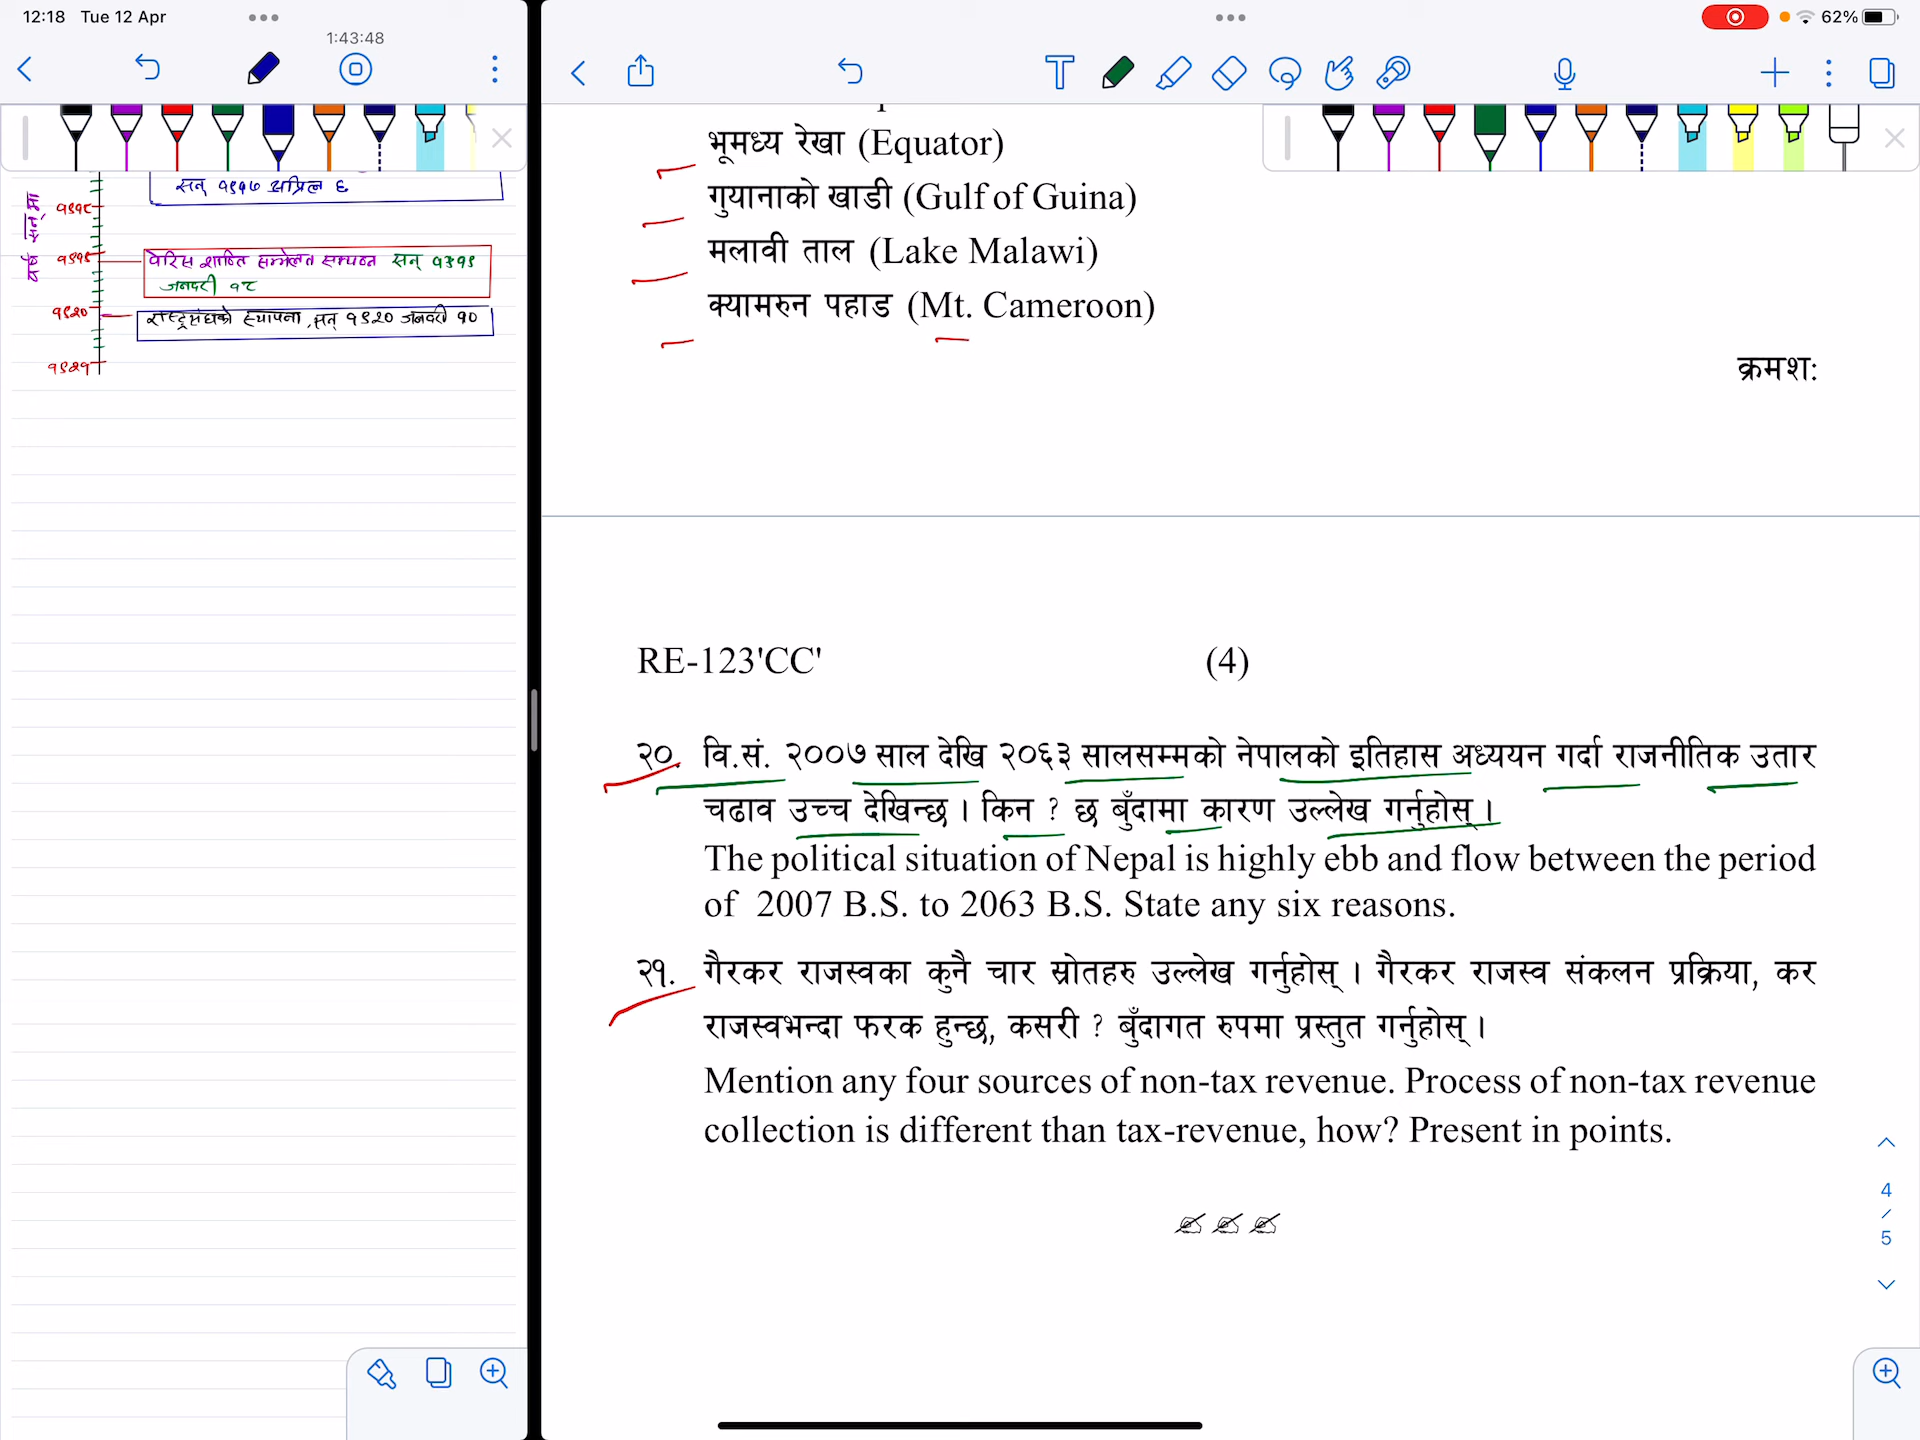 12:18 Tue 12 Apr
62%
1:43:48
वर्ष सन् मा
सन् १९१७ अप्रिल ६
१९१८
१९१९
पेरिस शान्ति सम्मेलन सम्पन्न सन् १९१९
जनवरी १८
१९२०
राष्ट्रसंघको स्थापना, सन् १९२० जनवरी १०
१९२१
भूमध्य रेखा (Equator)
गुयानाको खाडी (Gulf of Guina)
मलावी ताल (Lake Malawi)
क्यामरुन पहाड (Mt. Cameroon)
क्रमश:
RE-123'CC' (4)
२०. वि.सं. २००७ साल देखि २०६३ सालसम्मको नेपालको इतिहास अध्ययन गर्दा राजनीतिक उतार
चढाव उच्च देखिन्छ । किन ? छ बुँदामा कारण उल्लेख गर्नुहोस् ।
The political situation of Nepal is highly ebb and flow between the period
of 2007 B.S. to 2063 B.S. State any six reasons.
२१. गैरकर राजस्वका कुनै चार स्रोतहरु उल्लेख गर्नुहोस् । गैरकर राजस्व संकलन प्रक्रिया, कर
राजस्वभन्दा फरक हुन्छ, कसरी ? बुँदागत रुपमा प्रस्तुत गर्नुहोस् ।
Mention any four sources of non-tax revenue. Process of non-tax revenue
collection is different than tax-revenue, how? Present in points.
4
/
5